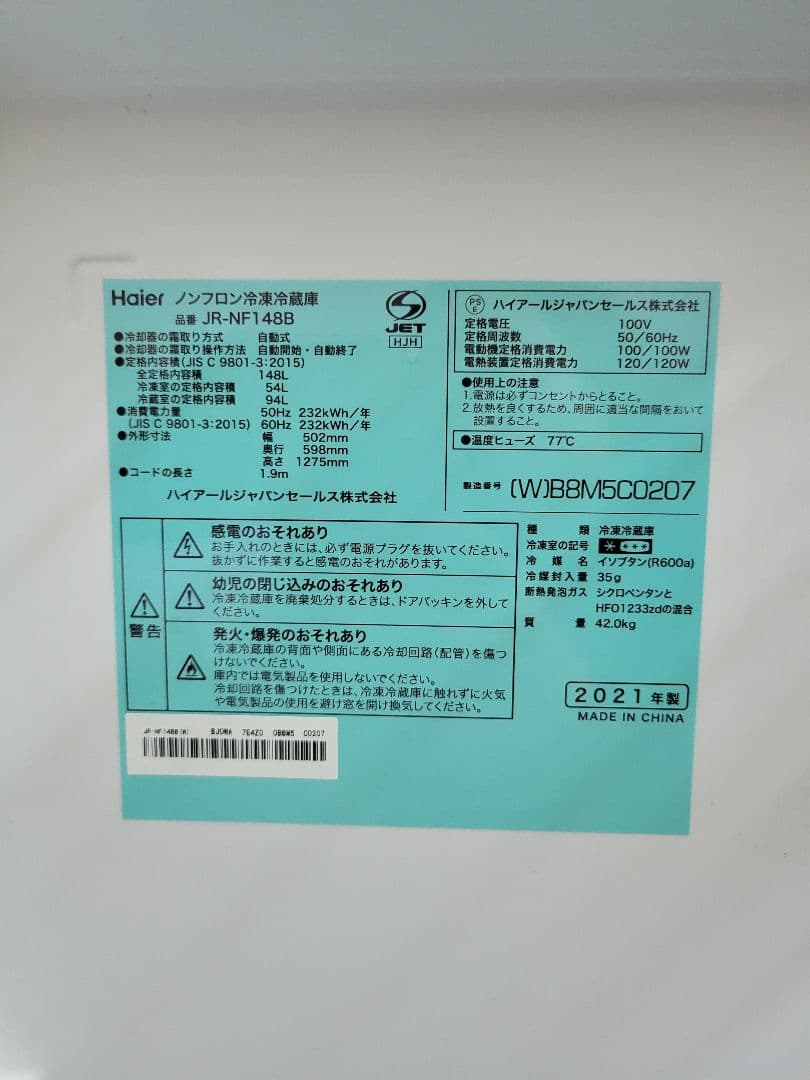 Haier ノンフロン冷凍冷蔵庫
品番 JR-NF148B
JET
HJH
●冷却器の霜取り方式 自動式
●冷却器の霜取り操作方法 自動開始・自動終了
●定格内容積(JIS C 9801-3:2015)
全定格内容積 148L
冷凍室の定格内容積 54L
冷蔵室の定格内容積 94L
●消費電力量 50Hz 232kWh/年
(JIS C 9801-3:2015) 60Hz 232kWh/年
●外形寸法 幅 502mm
奥行 598mm
高さ 1275mm
●コードの長さ 1.9m
ハイアールジャパンセールス株式会社
PS
E
ハイアールジャパンセールス株式会社
定格電圧 100V
定格周波数 50/60Hz
電動機定格消費電力 100/100W
電熱装置定格消費電力 120/120W
●使用上の注意
1.電源は必ずコンセントからとること。
2.放熱を良くするため、周囲に適当な間隔をおいて
設置すること。
●温度ヒューズ 77℃
製造番号 (W)B8M5C0207
警告
感電のおそれあり
お手入れのときには、必ず電源プラグを抜いてください。
抜かずに作業すると感電のおそれがあります。
幼児の閉じ込みのおそれあり
冷凍冷蔵庫を廃棄処分するときは、ドアパッキンを外して
ください。
発火・爆発のおそれあり
冷凍冷蔵庫の背面や側面にある冷却回路(配管)を傷つ
けないでください。
庫内では電気製品を使用しないでください。
冷却回路を傷つけたときは、冷凍冷蔵庫に触れずに火気
や電気製品の使用を避け窓を開け換気してください。
種類 冷凍冷蔵庫
冷凍室の記号
冷媒名 イソブタン(R600a)
冷媒封入量 35g
断熱発泡ガス シクロペンタンと
HFO1233zdの混合
質量 42.0kg
2021年製
MADE IN CHINA
JR-NF148B(W) BJ0MA 7E4Z0 0B8M5 C0207